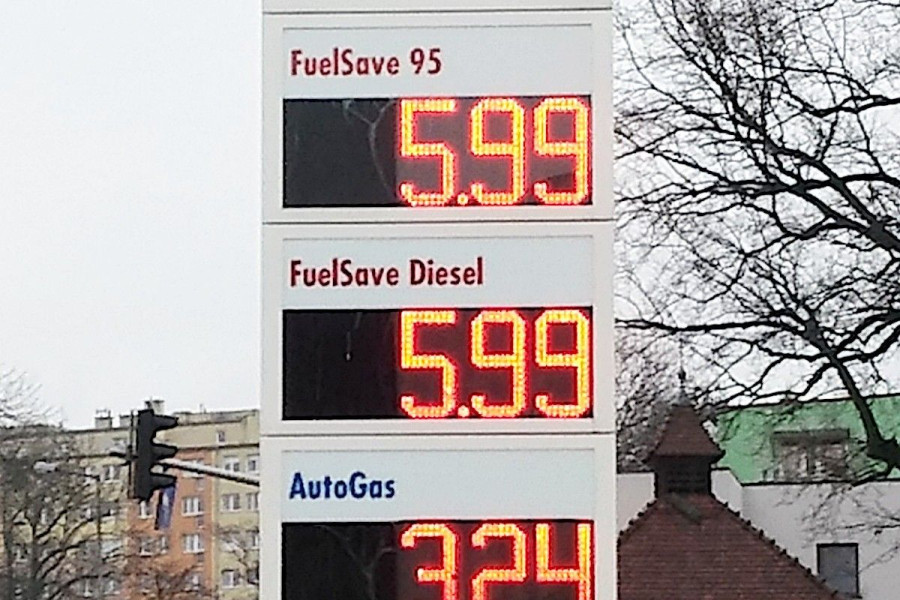 FuelSave 95
5.99
FuelSave Diesel
5.99
AutoGas
3.24